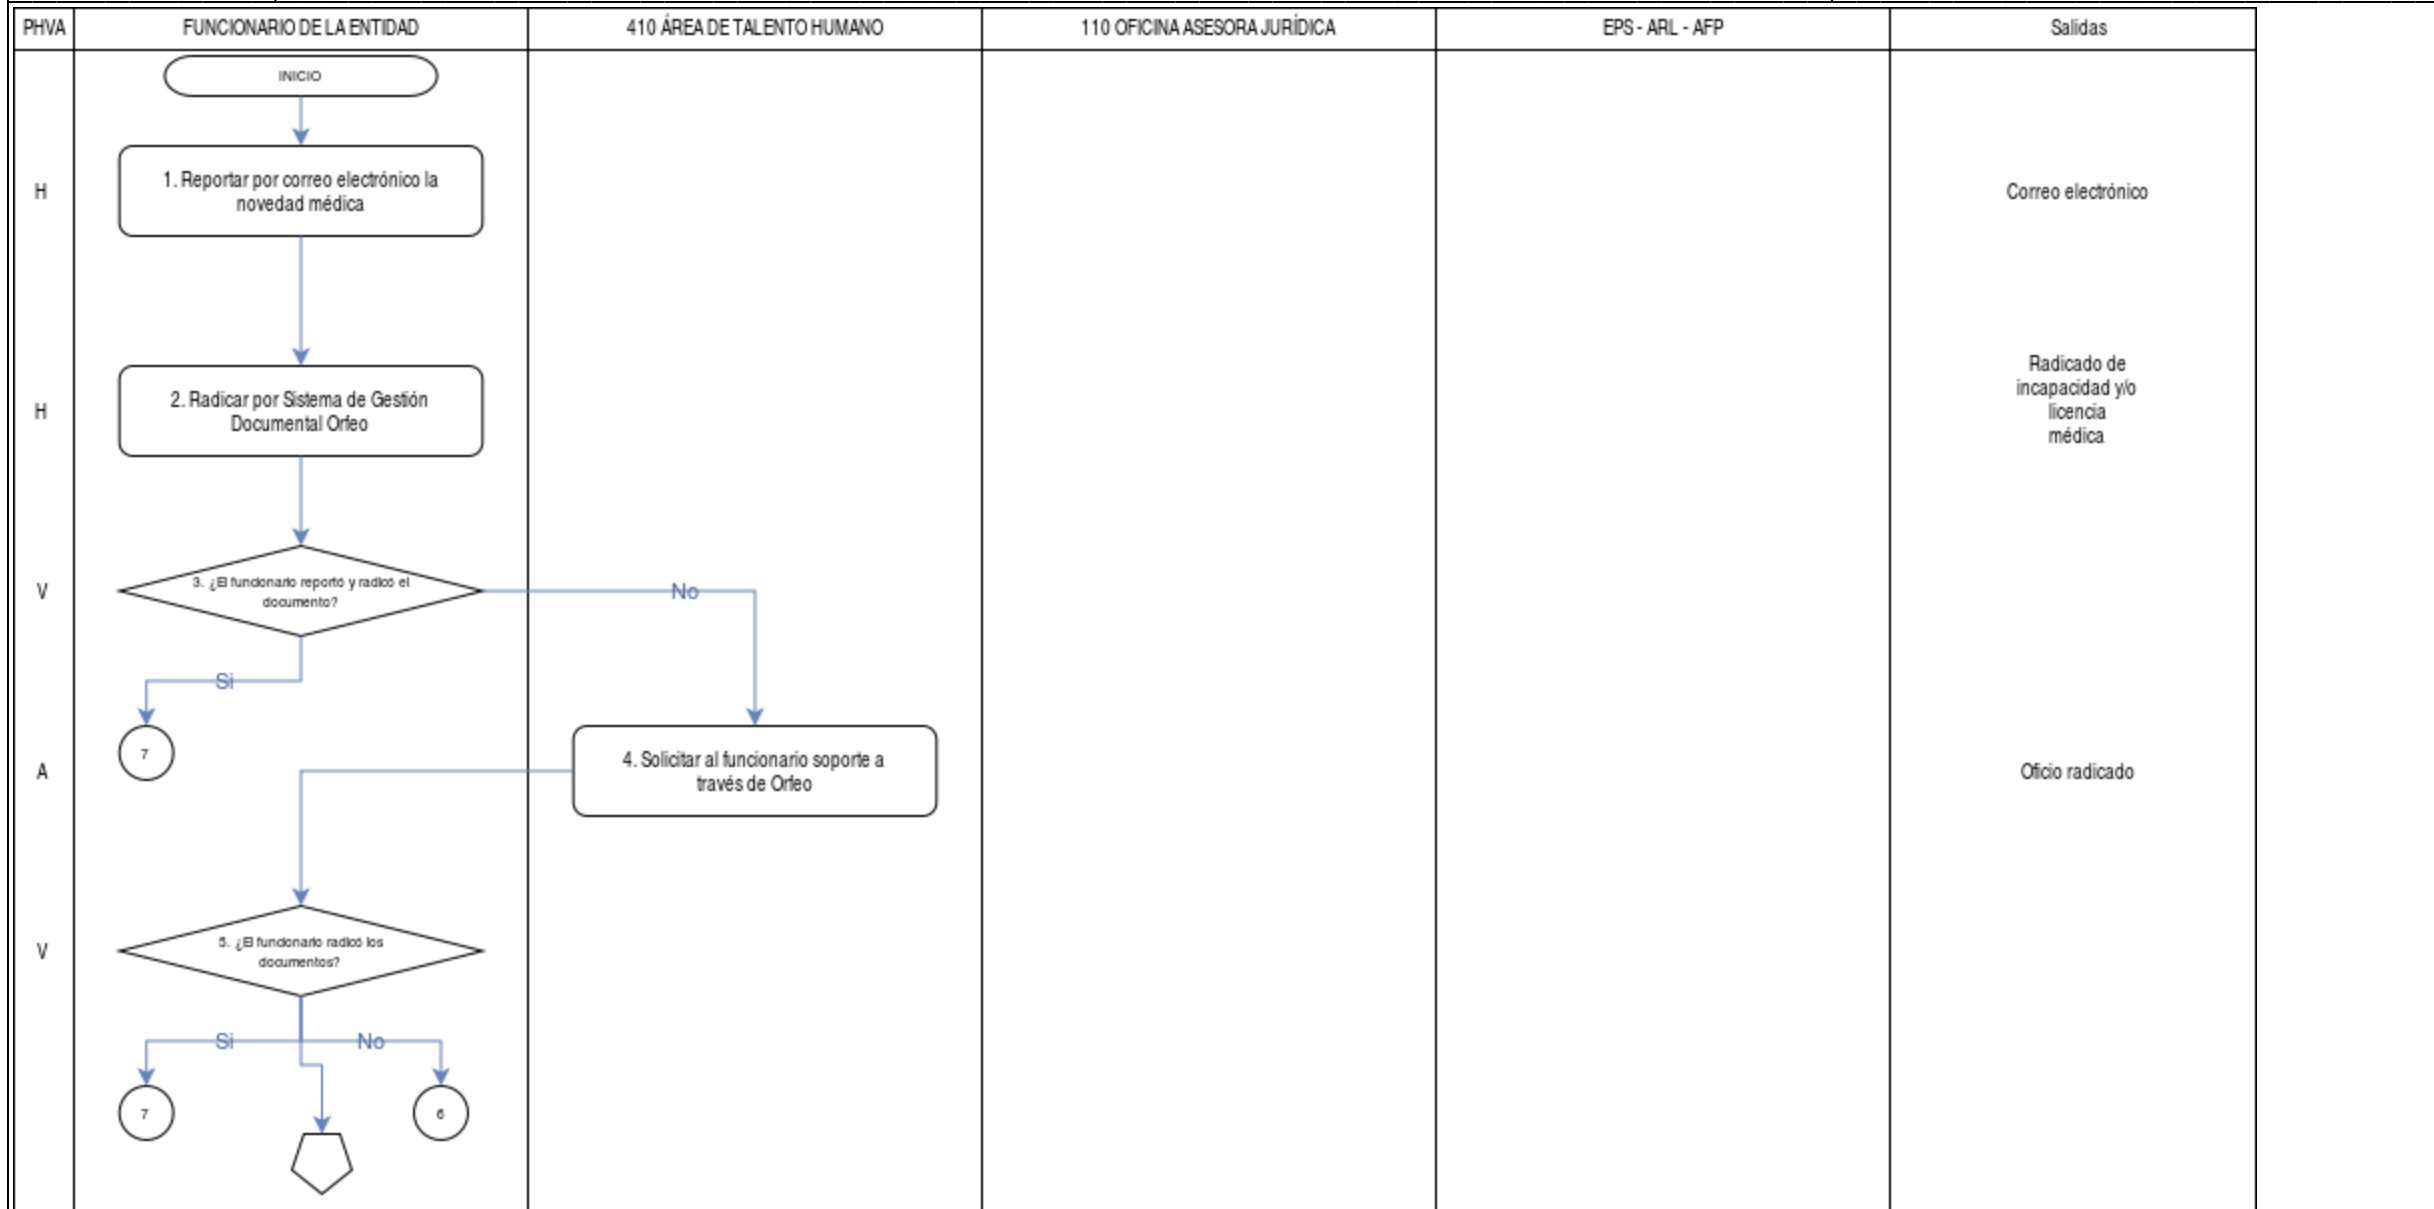 PHVA
FUNCIONARIO DE LA ENTIDAD
410 ÁREA DE TALENTO HUMANO
110 OFICINA ASESORA JURÍDICA
EPS - ARL - AFP
Salidas
INICIO
H
1. Reportar por correo electrónico la
novedad médica
Correo electrónico
H
2. Radicar por Sistema de Gestión
Documental Orfeo
Radicado de
incapacidad y/o
licencia
médica
V
3. ¿El funcionario reportó y radicó el
documento?
No
Si
7
A
4. Solicitar al funcionario soporte a
través de Orfeo
Oficio radicado
V
5. ¿El funcionario radicó los
documentos?
Si
No
7
6